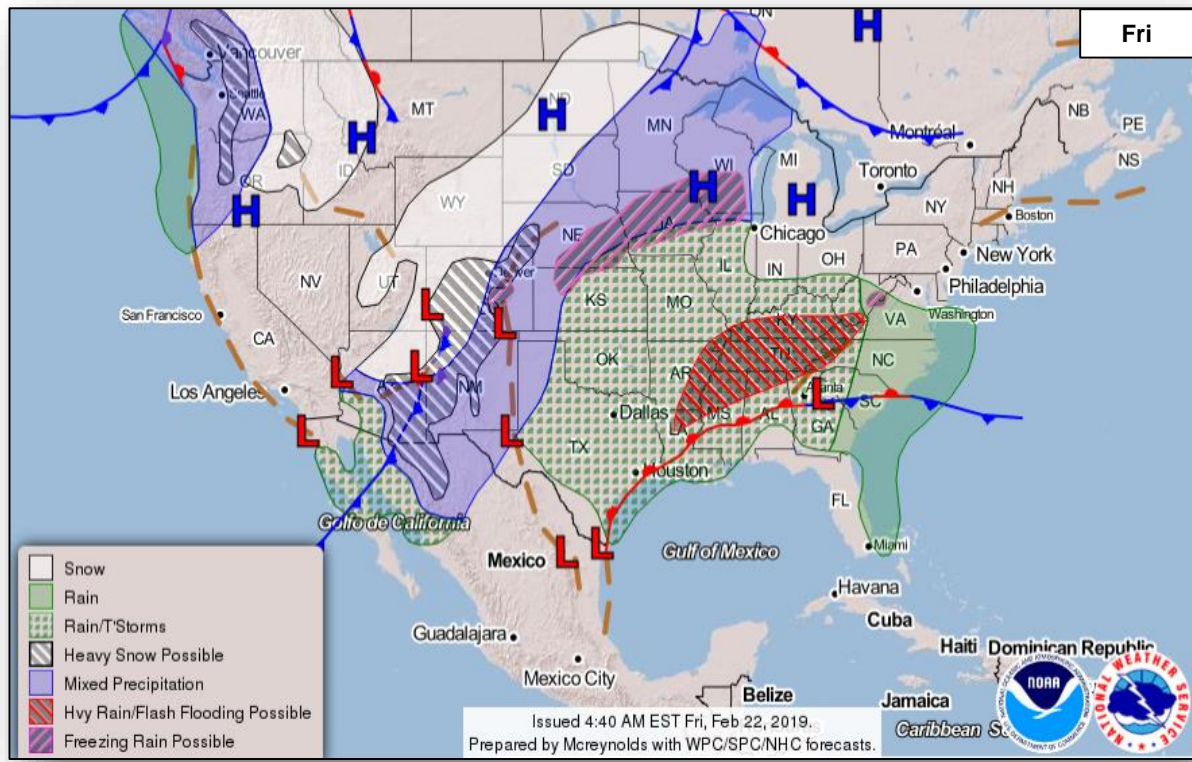 Fri
ON
Vancouver
Seattle
WA
MT
ND
MN
Montréal
NB
PE
NS
OR
ID
SD
WI
MI
Toronto
NH
Boston
WY
NY
NE
IA
Chicago
PA
New York
Philadelphia
NV
UT
Denver
IL
IN
OH
San Francisco
CA
KS
MO
KY
VA
Washington
Los Angeles
NM
OK
AR
TN
NC
Atlanta
SC
Dallas
MS
AL
GA
TX
LA
Houston
FL
Golfo de California
Miami
Mexico
Gulf of Mexico
Havana
Cuba
Guadalajara
Haiti
Dominican Republic
Mexico City
Belize
Jamaica
Caribbean
H
H
H
H
H
H
L
L
L
L
L
L
L
L
L
Snow
Rain
Rain/T'Storms
Heavy Snow Possible
Mixed Precipitation
Hvy Rain/Flash Flooding Possible
Freezing Rain Possible
Issued 4:40 AM EST Fri, Feb 22, 2019.
Prepared by Mcreynolds with WPC/SPC/NHC forecasts.
NOAA
NATIONAL WEATHER SERVICE